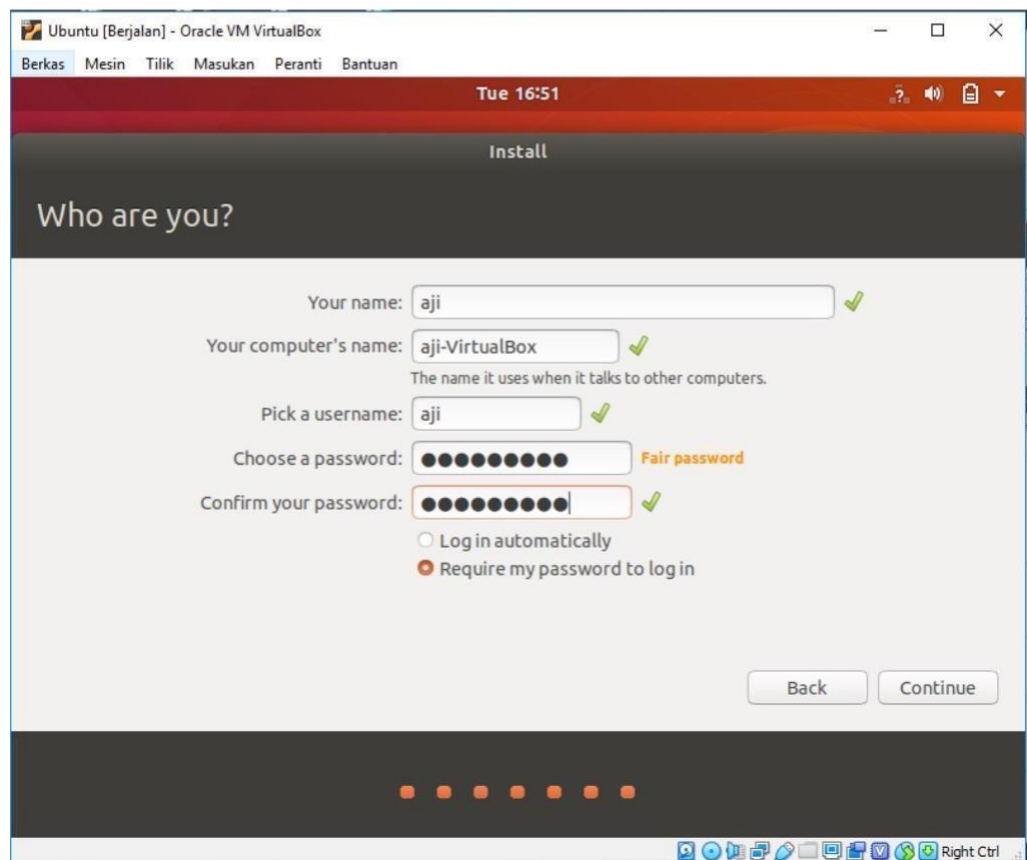 Ubuntu [Berjalan] - Oracle VM VirtualBox
Berkas Mesin Tilik Masukan Peranti Bantuan
Tue 16:51
Install
Who are you?
Your name: aji
Your computer's name: aji-VirtualBox
The name it uses when it talks to other computers.
Pick a username: aji
Choose a password: ●●●●●●●●● Fair password
Confirm your password: ●●●●●●●●●
Log in automatically
Require my password to log in
Back Continue
Right Ctrl